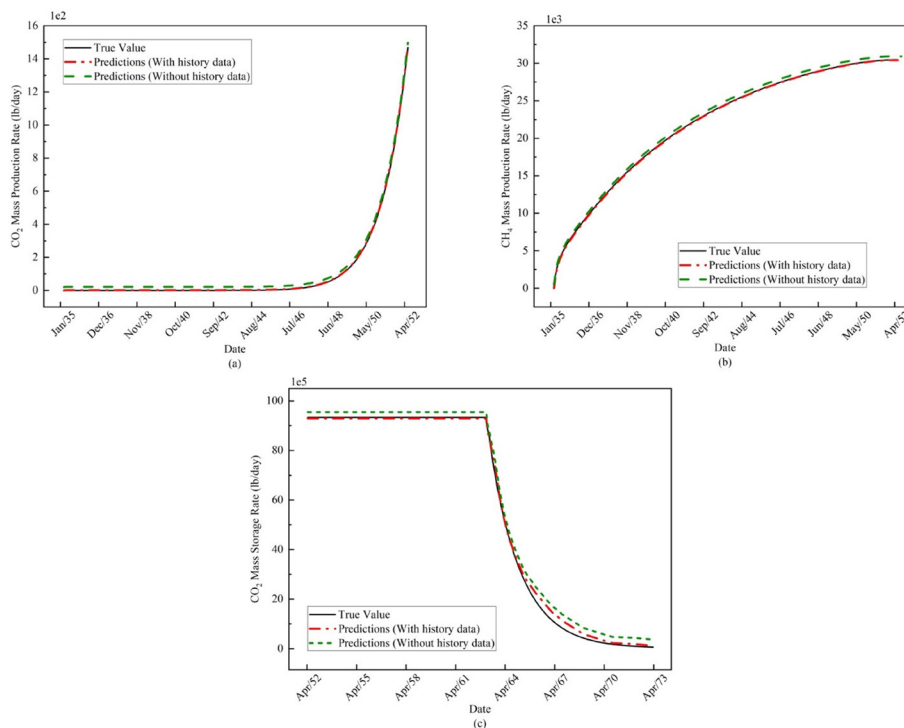 1e2
16
14
12
10
8
6
4
2
0
CO₂ Mass Production Rate (lb/day)
True Value
Predictions (With history data)
Predictions (Without history data)
Jan/35 Dec/36 Nov/38 Oct/40 Sep/42 Aug/44 Jul/46 Jun/48 May/50 Apr/52
Date
(a)
1e3
35
30
25
20
15
10
5
0
CH₄ Mass Production Rate (lb/day)
True Value
Predictions (With history data)
Predictions (Without history data)
Jan/35 Dec/36 Nov/38 Oct/40 Sep/42 Aug/44 Jul/46 Jun/48 May/50 Apr/5
Date
(b)
1e5
100
80
60
40
20
0
CO₂ Mass Storage Rate (lb/day)
True Value
Predictions (With history data)
Predictions (Without history data)
Apr/52 Apr/55 Apr/58 Apr/61 Apr/64 Apr/67 Apr/70 Apr/73
Date
(c)